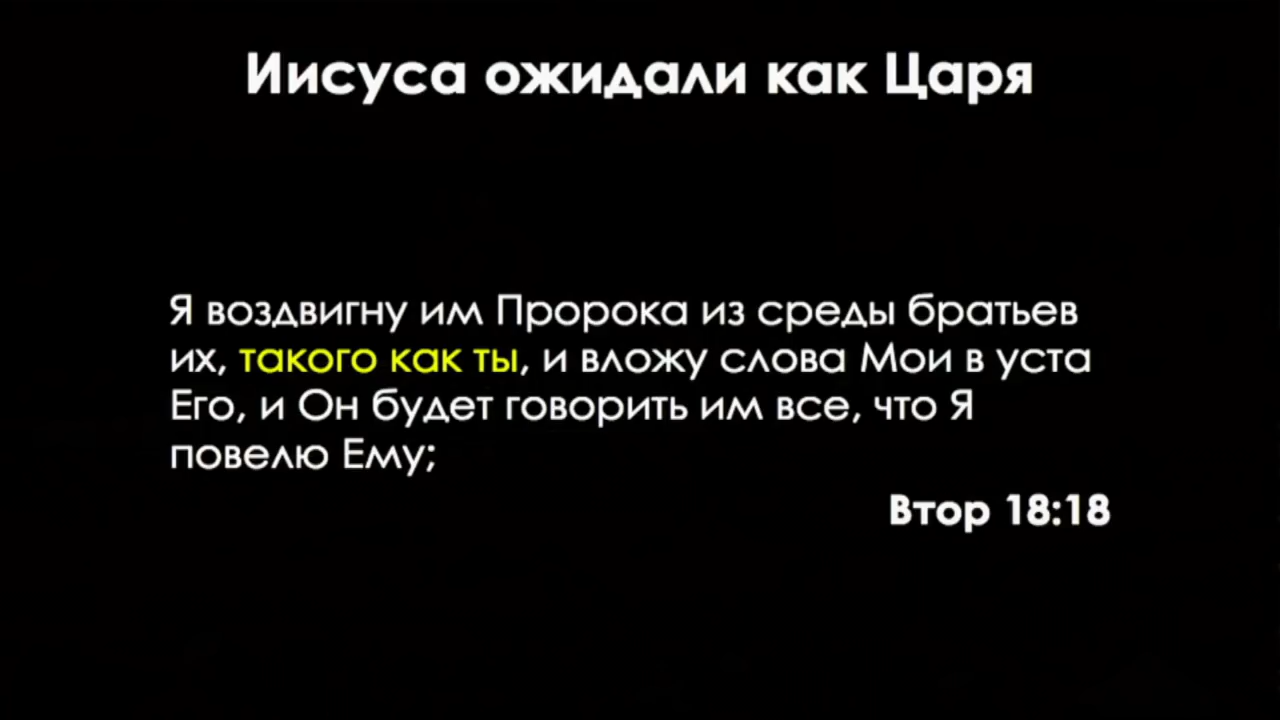 Иисуса ожидали как Царя
Я воздвигну им Пророка из среды братьев
их, такого как ты, и вложу слова Мои в уста
Его, и Он будет говорить им все, что Я
повелю Ему;
Втор 18:18